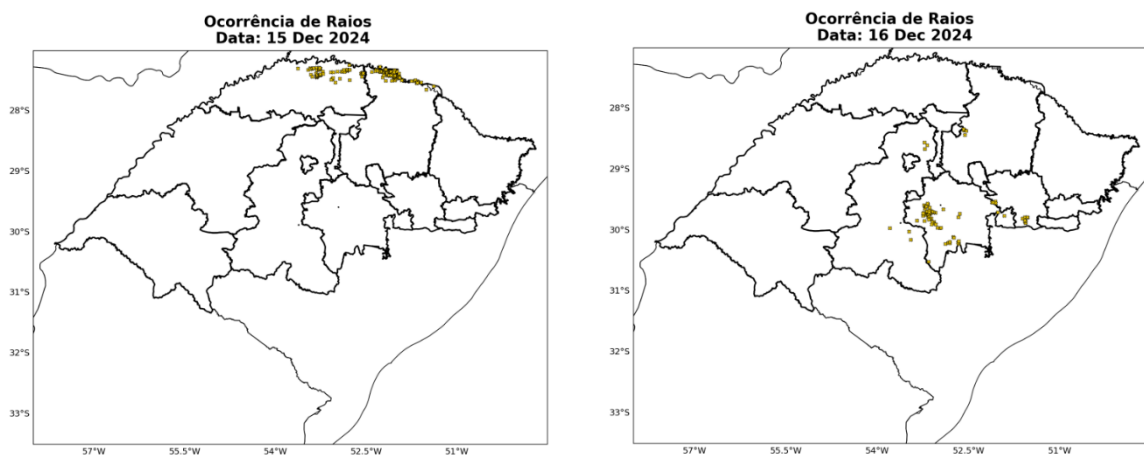 Ocorrência de Raios
Data: 15 Dec 2024
28°S
29°S
30°S
31°S
32°S
33°S
57°W
55.5°W
54°W
52.5°W
51°W
Ocorrência de Raios
Data: 16 Dec 2024
28°S
29°S
30°S
31°S
32°S
33°S
57°W
55.5°W
54°W
52.5°W
51°W